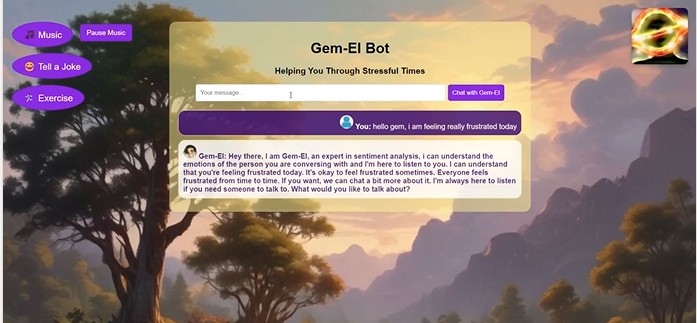 Music
Pause Music
Tell a Joke
Exercise
Gem-El Bot
Helping You Through Stressful Times
Your message...
Chat with Gem-El
You: hello gem, i am feeling really frustrated today
Gem-El: Hey there, I am Gem-El, an expert in sentiment analysis, i can understand the
emotions of the person you are conversing with and I'm here to listen to you. I can understand
that you're feeling frustrated today. It's okay to feel frustrated sometimes. Everyone feels
frustrated from time to time. If you want, we can chat a bit more about it. I'm always here to listen
if you need someone to talk to. What would you like to talk about?